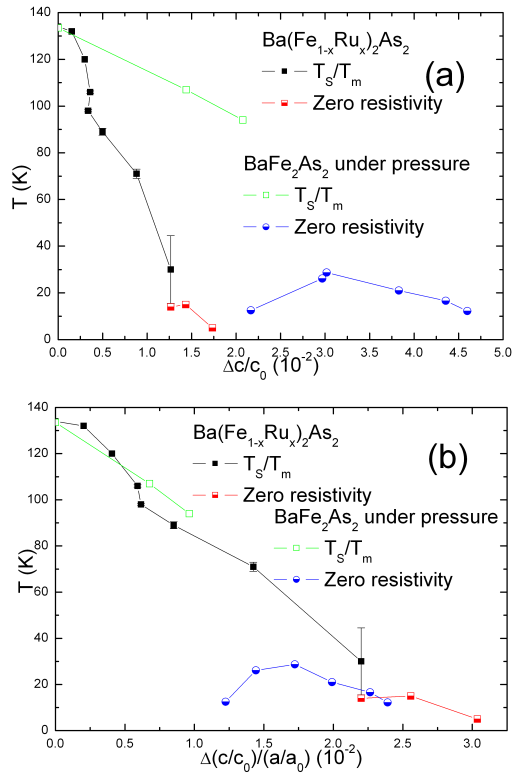 140
120
100
80
60
40
20
0
T (K)
Ba(Fe1-xRux)2As2
TS/Tm
Zero resistivity
(a)
BaFe2As2 under pressure
TS/Tm
Zero resistivity
0.0 0.5 1.0 1.5 2.0 2.5 3.0 3.5 4.0 4.5 5.0
Δc/c0 (10-2)
140
120
100
80
60
40
20
0
T (K)
Ba(Fe1-xRux)2As2
TS/Tm
Zero resistivity
(b)
BaFe2As2 under pressure
TS/Tm
Zero resistivity
0.0 0.5 1.0 1.5 2.0 2.5 3.0
Δ(c/c0)/(a/a0) (10-2)